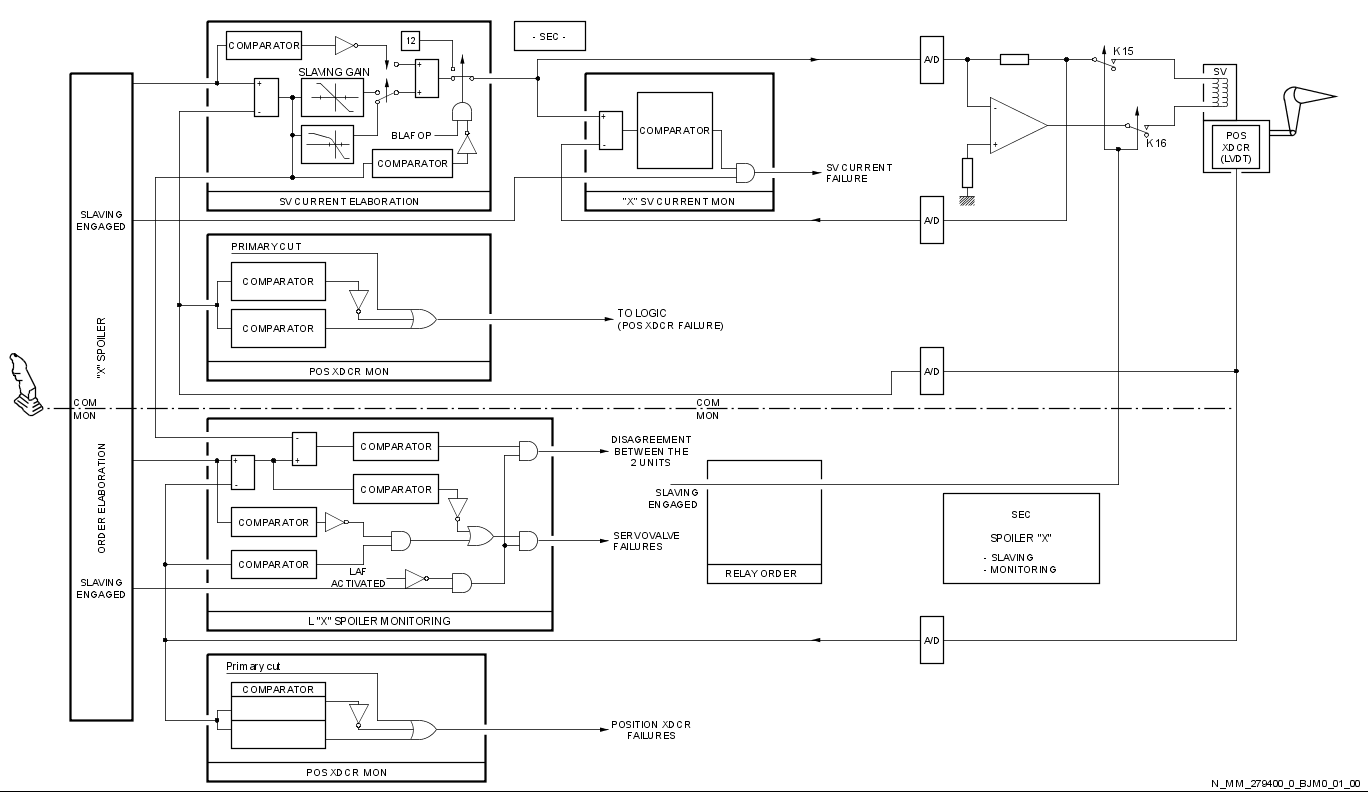 - SEC -
COMPARATOR
12
SLAVING GAIN
BLAF OP
COMPARATOR
SV CURRENT ELABORATION
COMPARATOR
"X" SV CURRENT MON
SV CURRENT
FAILURE
A/D
K15
K16
SV
POS
XDCR
(LVDT)
A/D
SLAVING
ENGAGED
PRIMARY CUT
COMPARATOR
COMPARATOR
POS XDCR MON
TO LOGIC
(POS XDCR FAILURE)
A/D
"X" SPOILER
COM
MON
COM
MON
ORDER ELABORATION
COMPARATOR
COMPARATOR
COMPARATOR
COMPARATOR
LAF
ACTIVATED
L "X" SPOILER MONITORING
DISAGREEMENT
BETWEEN THE
2 UNITS
SERVOVALVE
FAILURES
SLAVING
ENGAGED
SLAVING
ENGAGED
RELAY ORDER
SEC
SPOILER "X"
- SLAVING
- MONITORING
A/D
Primary cut
COMPARATOR
POS XDCR MON
POSITION XDCR
FAILURES
N_MM_279400_0_BJM0_01_00